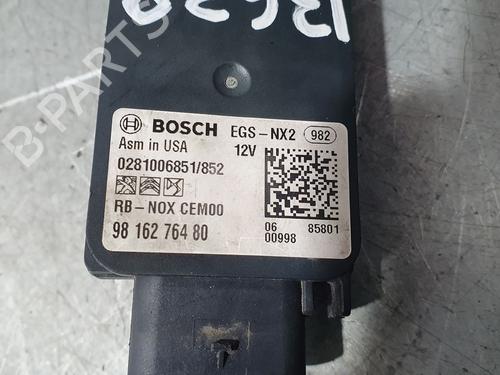 13639
BOSCH EGS-NX2 982
Asm in USA 12V
0281006851/852
RB-NOX CEM00
98 162 764 80
06 85801
00998
B-PARTS